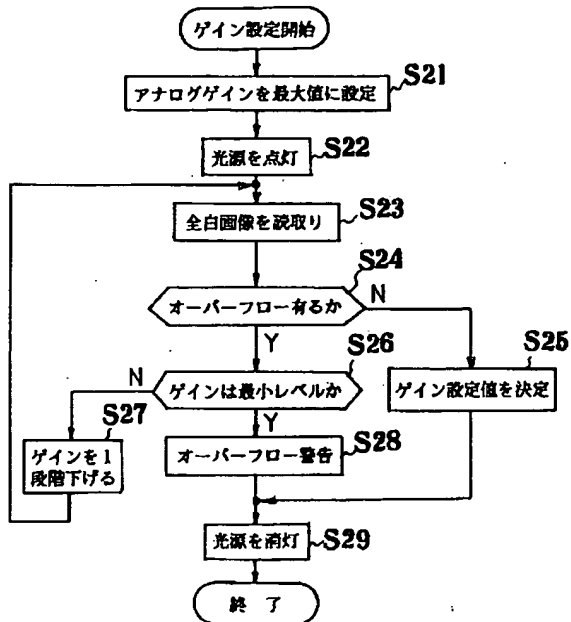 ゲイン設定開始
S21
アナログゲインを最大値に設定
S22
光源を点灯
S23
全白画像を読取り
S24
オーバーフロー有るか
N
Y
S25
ゲイン設定値を決定
S26
ゲインは最小レベルか
N
Y
S27
ゲインを1
段階下げる
S28
オーバーフロー警告
S29
光源を消灯
終了